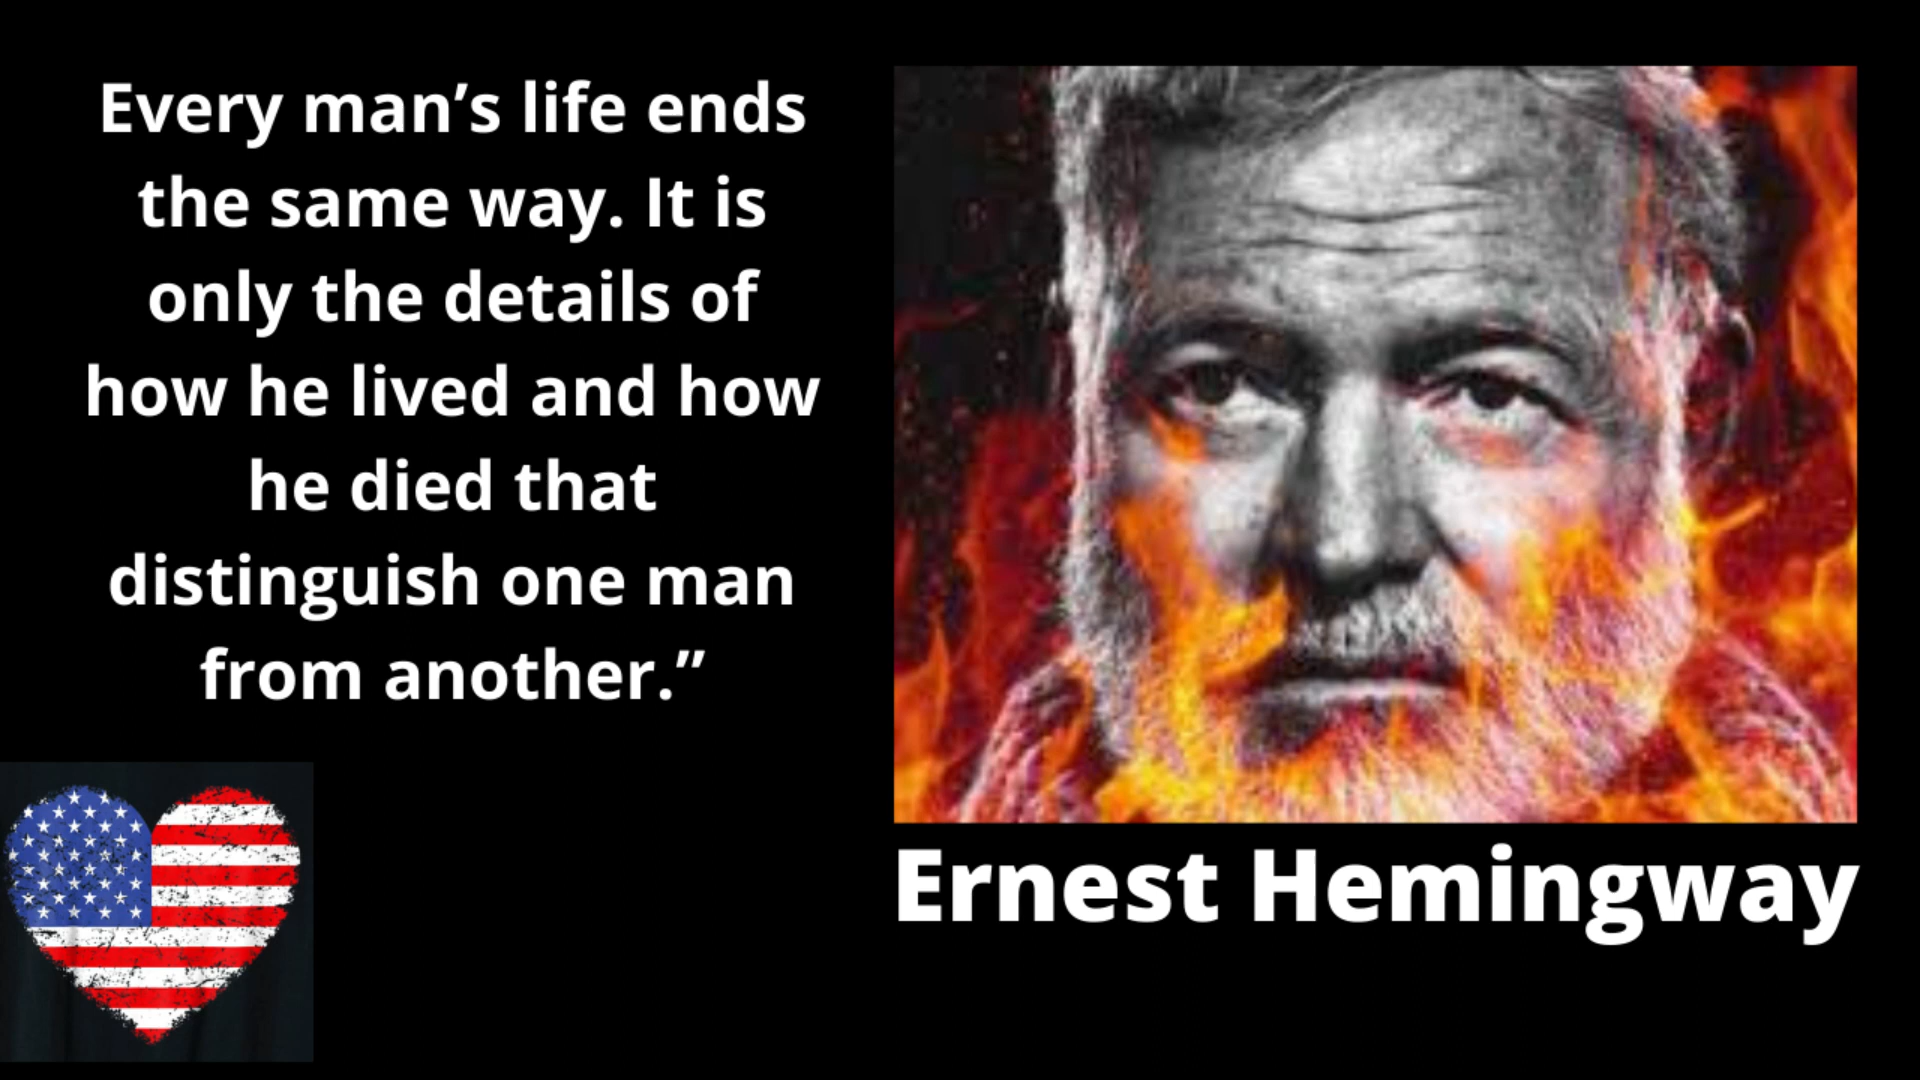 Every man’s life ends
the same way. It is
only the details of
how he lived and how
he died that
distinguish one man
from another.”
Ernest Hemingway